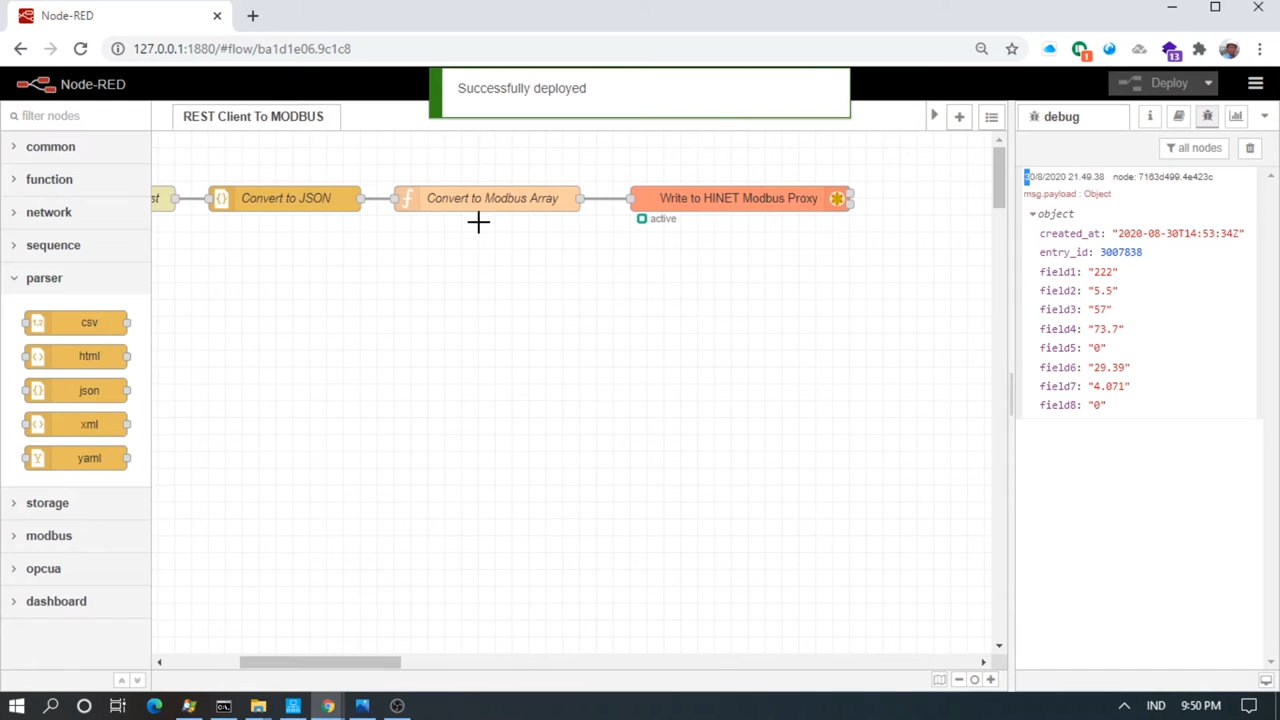 Node-RED
127.0.0.1:1880/#flow/ba1d1e06.9c1c8
1
13
Node-RED
Successfully deployed
Deploy
filter nodes
REST Client To MODBUS
debug
common
function
network
sequence
parser
csv
html
json
xml
yaml
storage
modbus
opcua
dashboard
st
Convert to JSON
Convert to Modbus Array
Write to HINET Modbus Proxy
active
all nodes
30/8/2020 21.49.38 node: 7163d499.4e423c
msg.payload : Object
object
created_at: "2020-08-30T14:53:34Z"
entry_id: 3007838
field1: "222"
field2: "5.5"
field3: "57"
field4: "73.7"
field5: "0"
field6: "29.39"
field7: "4.071"
field8: "0"
IND 9:50 PM